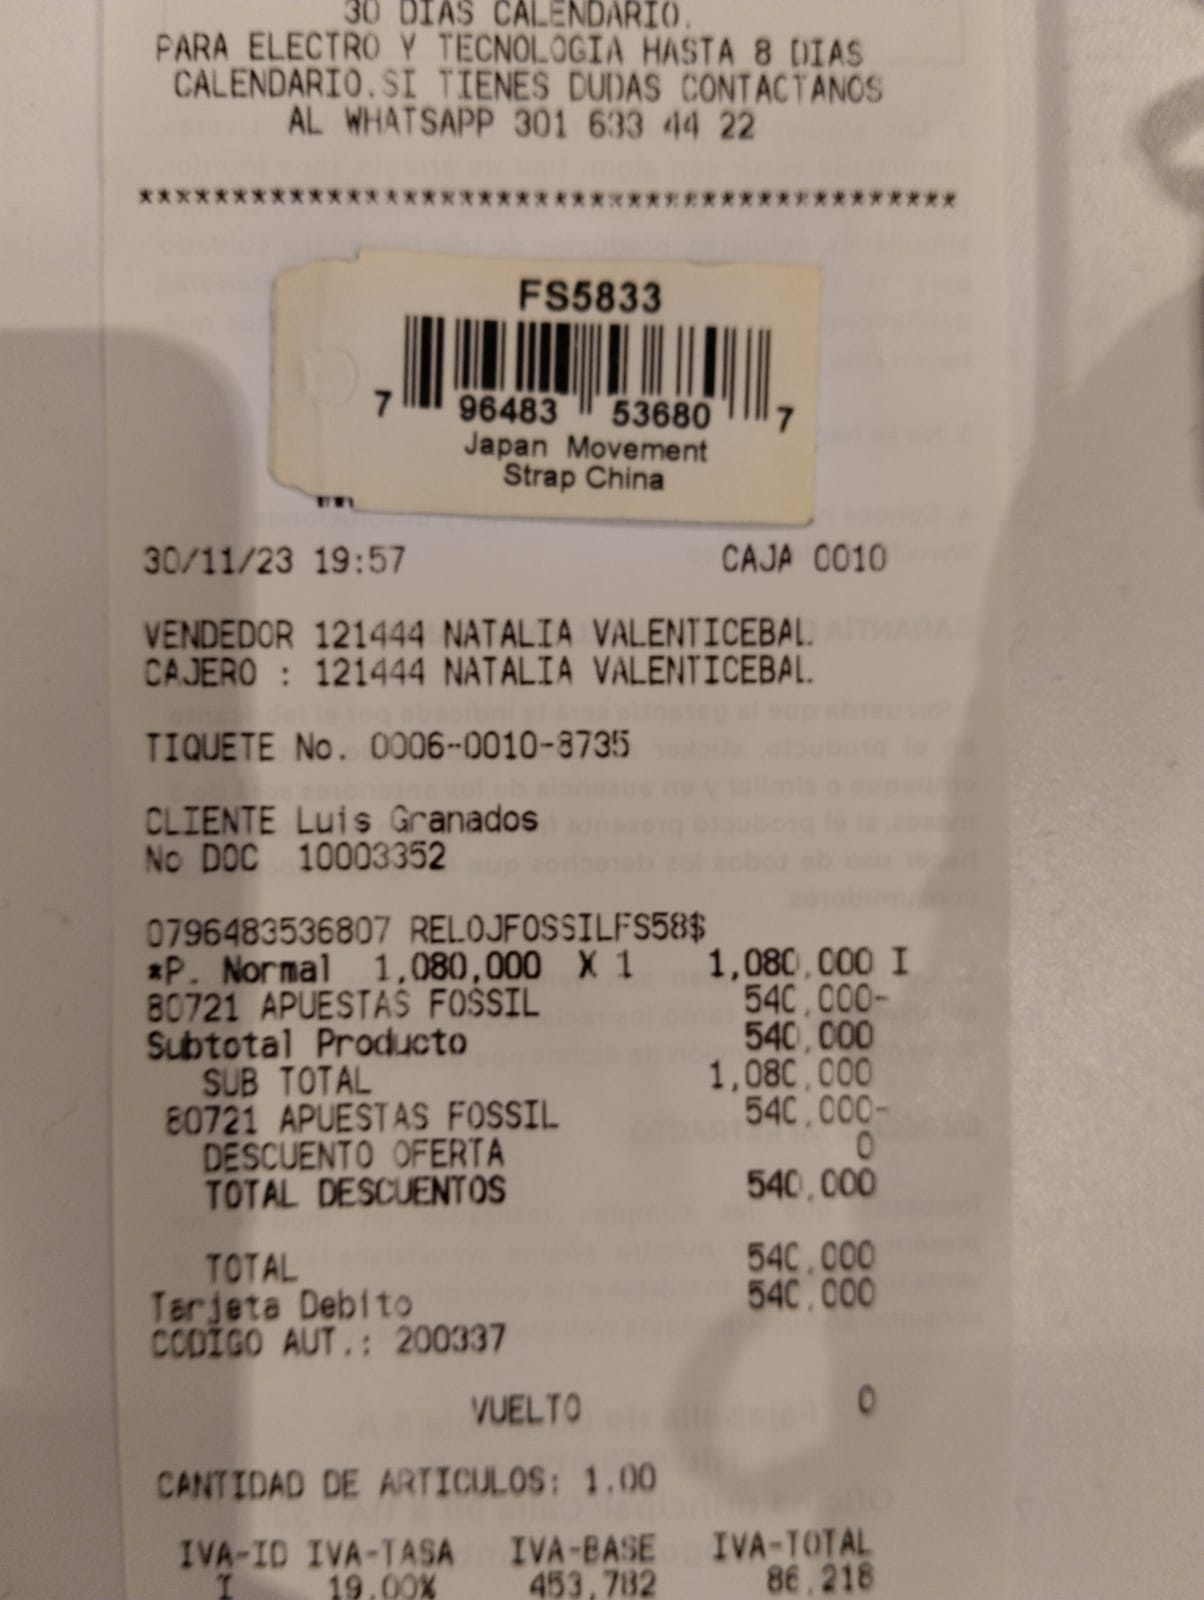 30 DIAS CALENDARIO.
PARA ELECTRO Y TECNOLOGIA HASTA 8 DIAS
CALENDARIO.SI TIENES DUDAS CONTACTANOS
AL WHATSAPP 301 633 44 22
*******************************************
FS5833
7 96483 53680 7
Japan Movement
Strap China
30/11/23 19:57 CAJA 0010
VENDEDOR 121444 NATALIA VALENTICEBAL.
CAJERO : 121444 NATALIA VALENTICEBAL.
TIQUETE No. 0006-0010-8735
CLIENTE Luis Granados
No DOC 10003352
0796483536807 RELOJFOSSILFS58$
*P. Normal 1,080,000 X 1 1,080,000 I
80721 APUESTAS FOSSIL 540,000-
Subtotal Producto 540,000
SUB TOTAL 1,080,000
80721 APUESTAS FOSSIL 540,000-
DESCUENTO OFERTA 0
TOTAL DESCUENTOS 540,000
TOTAL 540,000
Tarjeta Debito 540,000
CODIGO AUT.: 200337
VUELTO 0
CANTIDAD DE ARTICULOS: 1.00
IVA-ID IVA-TASA IVA-BASE IVA-TOTAL
I 19.00% 453,782 86,218